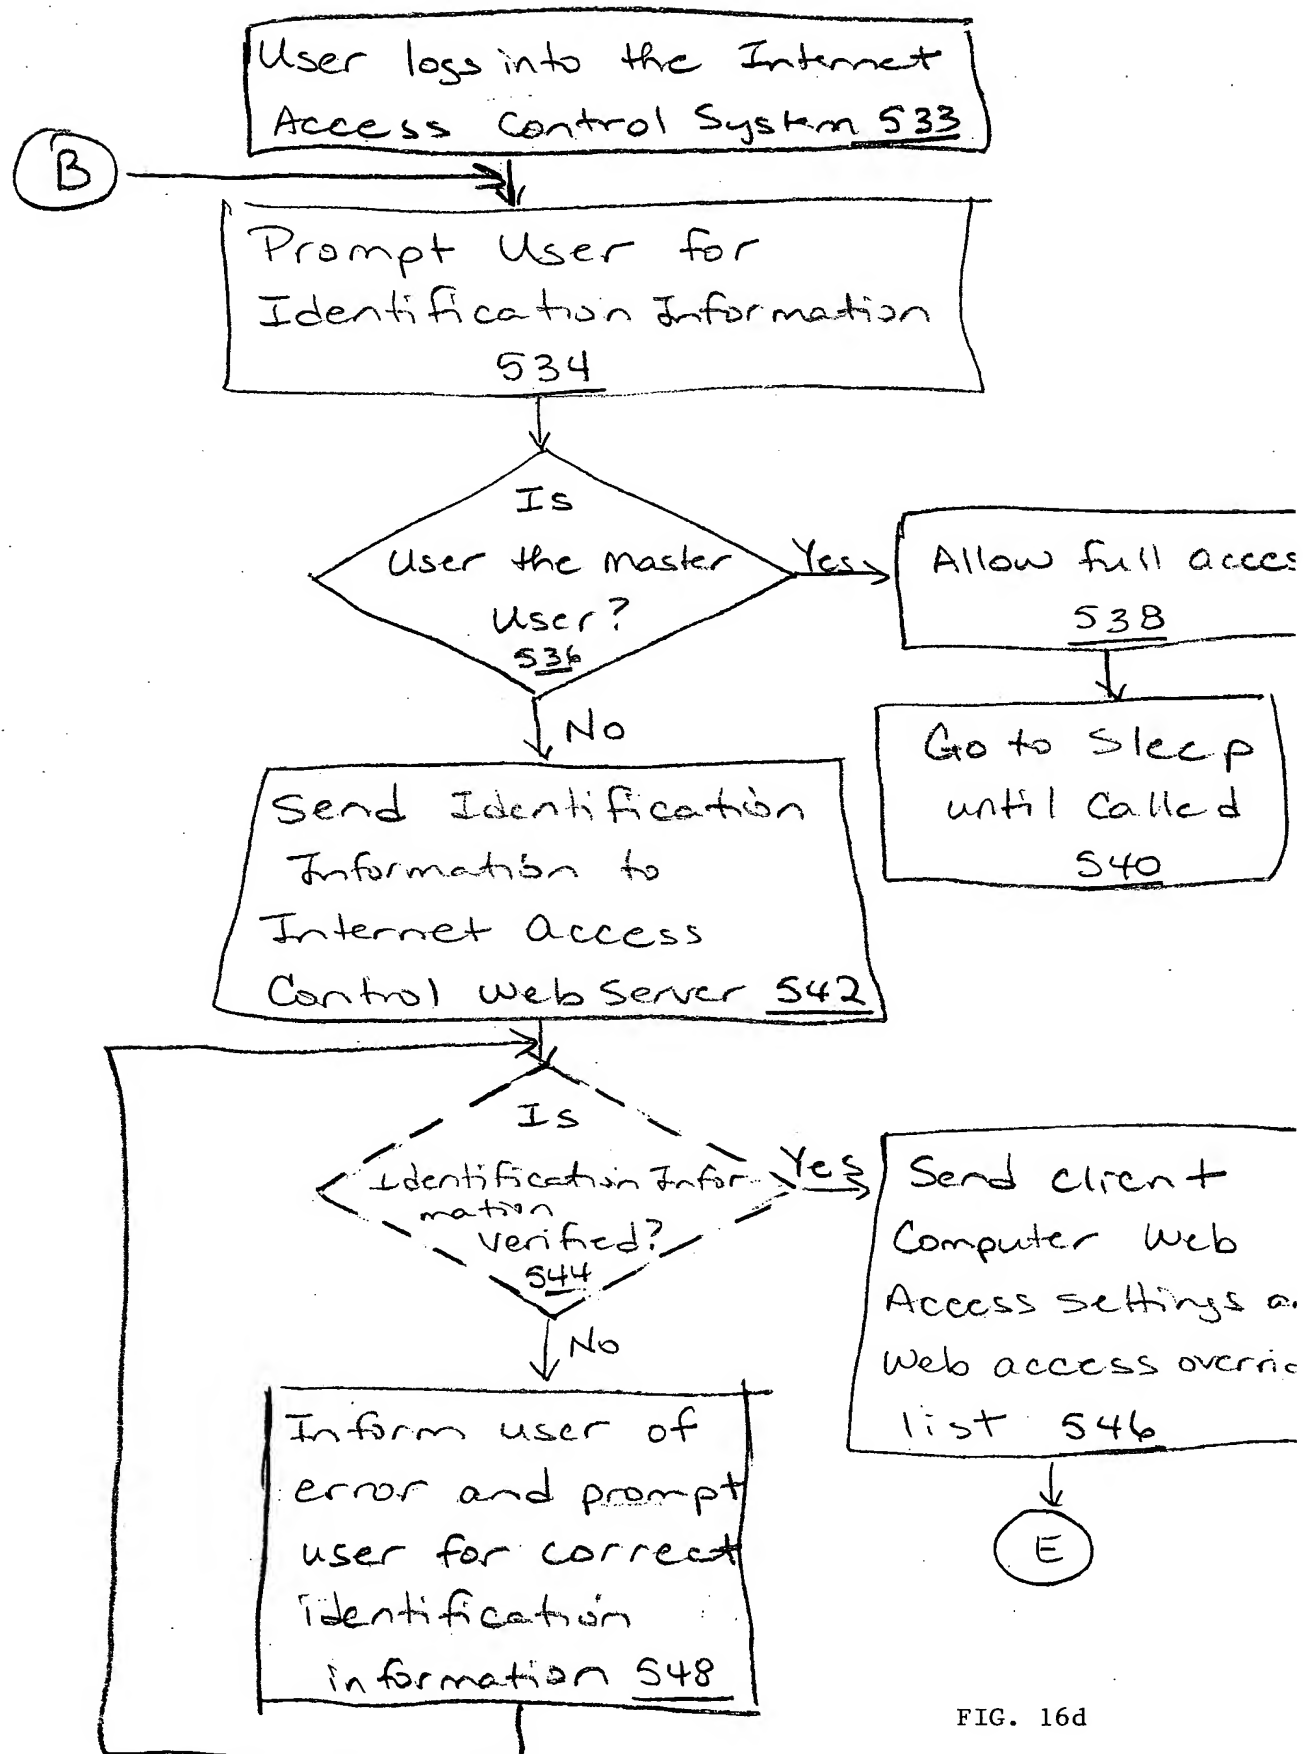 User logs into the Internet
Access Control System 533
B
Prompt User for
Identification Information
534
Is
User the master
User?
536
Yes
Allow full acces
538
Go to Sleep
until Called
540
No
Send Identification
Information to
Internet access
Control web Server 542
Is
Identification Infor-
mation
verified?
544
Yes
Send client
Computer Web
Access settings a
Web access overri
list 546
E
No
Inform user of
error and prompt
user for correct
identification
information 548
FIG. 16d